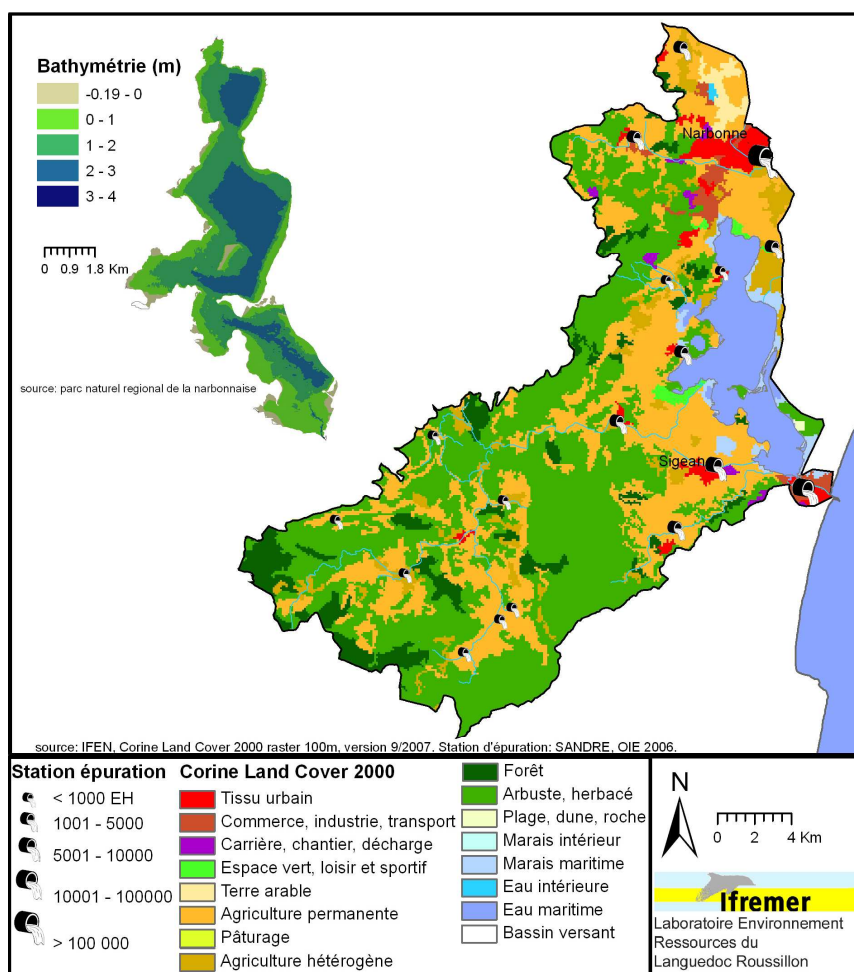 Bathymétrie (m)
-0.19 - 0
0 - 1
1 - 2
2 - 3
3 - 4
0 0.9 1.8 Km
source: parc naturel regional de la narbonnaise
Narbonne
Sigean
source: IFEN, Corine Land Cover 2000 raster 100m, version 9/2007. Station d'épuration: SANDRE, OIE 2006.
Station épuration
< 1000 EH
1001 - 5000
5001 - 10000
10001 - 100000
> 100 000
Corine Land Cover 2000
Tissu urbain
Commerce, industrie, transport
Carrière, chantier, décharge
Espace vert, loisir et sportif
Terre arable
Agriculture permanente
Pâturage
Agriculture hétérogène
Forêt
Arbuste, herbacé
Plage, dune, roche
Marais intérieur
Marais maritime
Eau intérieure
Eau maritime
Bassin versant
N
0 2 4 Km
Ifremer
Laboratoire Environnement
Ressources du
Languedoc Roussillon